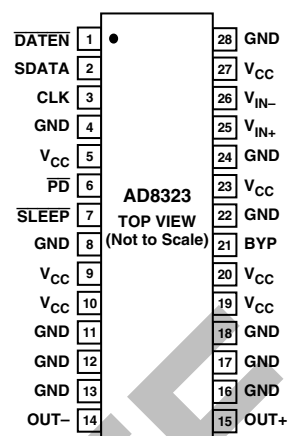 D̅A̅T̅E̅N̅ 1 28 GND
SDATA 2 27 VCC
CLK 3 26 VIN–
GND 4 25 VIN+
VCC 5 24 GND
P̅D̅ 6 23 VCC
S̅L̅E̅E̅P̅ 7 22 GND
GND 8 21 BYP
AD8323
TOP VIEW
(Not to Scale)
VCC 9 20 VCC
VCC 10 19 VCC
GND 11 18 GND
GND 12 17 GND
GND 13 16 GND
OUT– 14 15 OUT+